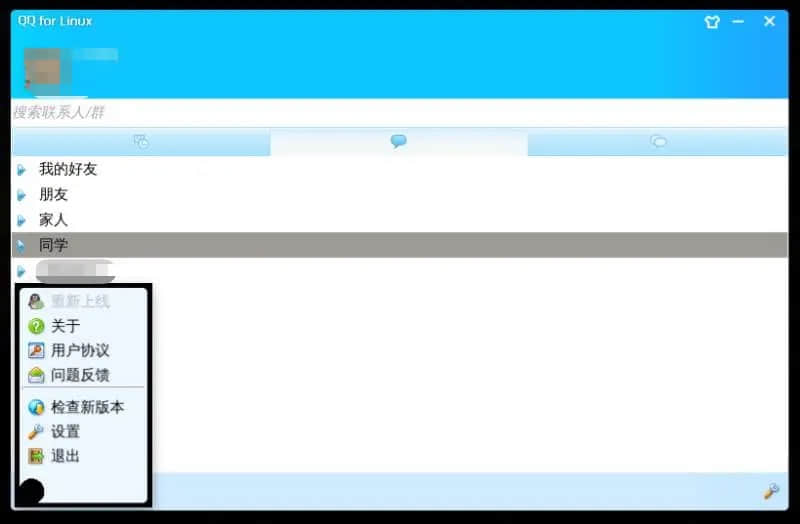 QQ for Linux
搜索联系人/群
我的好友
朋友
家人
同学
重新上线
关于
用户协议
问题反馈
检查新版本
设置
退出